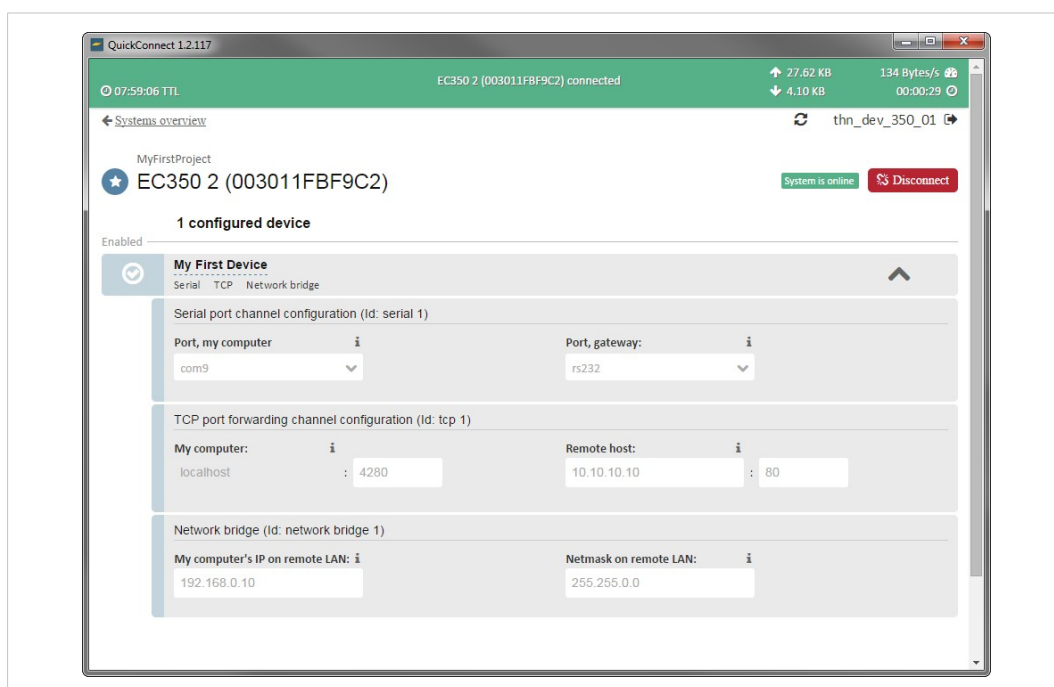 QuickConnect 1.2.117
07:59:06 TTL
EC350 2 (003011FBF9C2) connected
27.62 KB
134 Bytes/s
4.10 KB
00:00:29
Systems overview
thn_dev_350_01
MyFirstProject
EC350 2 (003011FBF9C2)
System is online
Disconnect
1 configured device
Enabled
My First Device
Serial TCP Network bridge
Serial port channel configuration (Id: serial 1)
Port, my computer i Port, gateway: i
com9 rs232
TCP port forwarding channel configuration (Id: tcp 1)
My computer: i Remote host: i
localhost : 4280 10.10.10.10 : 80
Network bridge (Id: network bridge 1)
My computer's IP on remote LAN: i Netmask on remote LAN: i
192.168.0.10 255.255.0.0